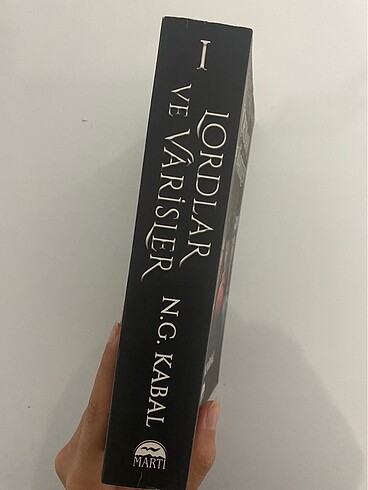 I
LORDLAR
VE VÂRİSLER
N.G. KABAL
MARTI